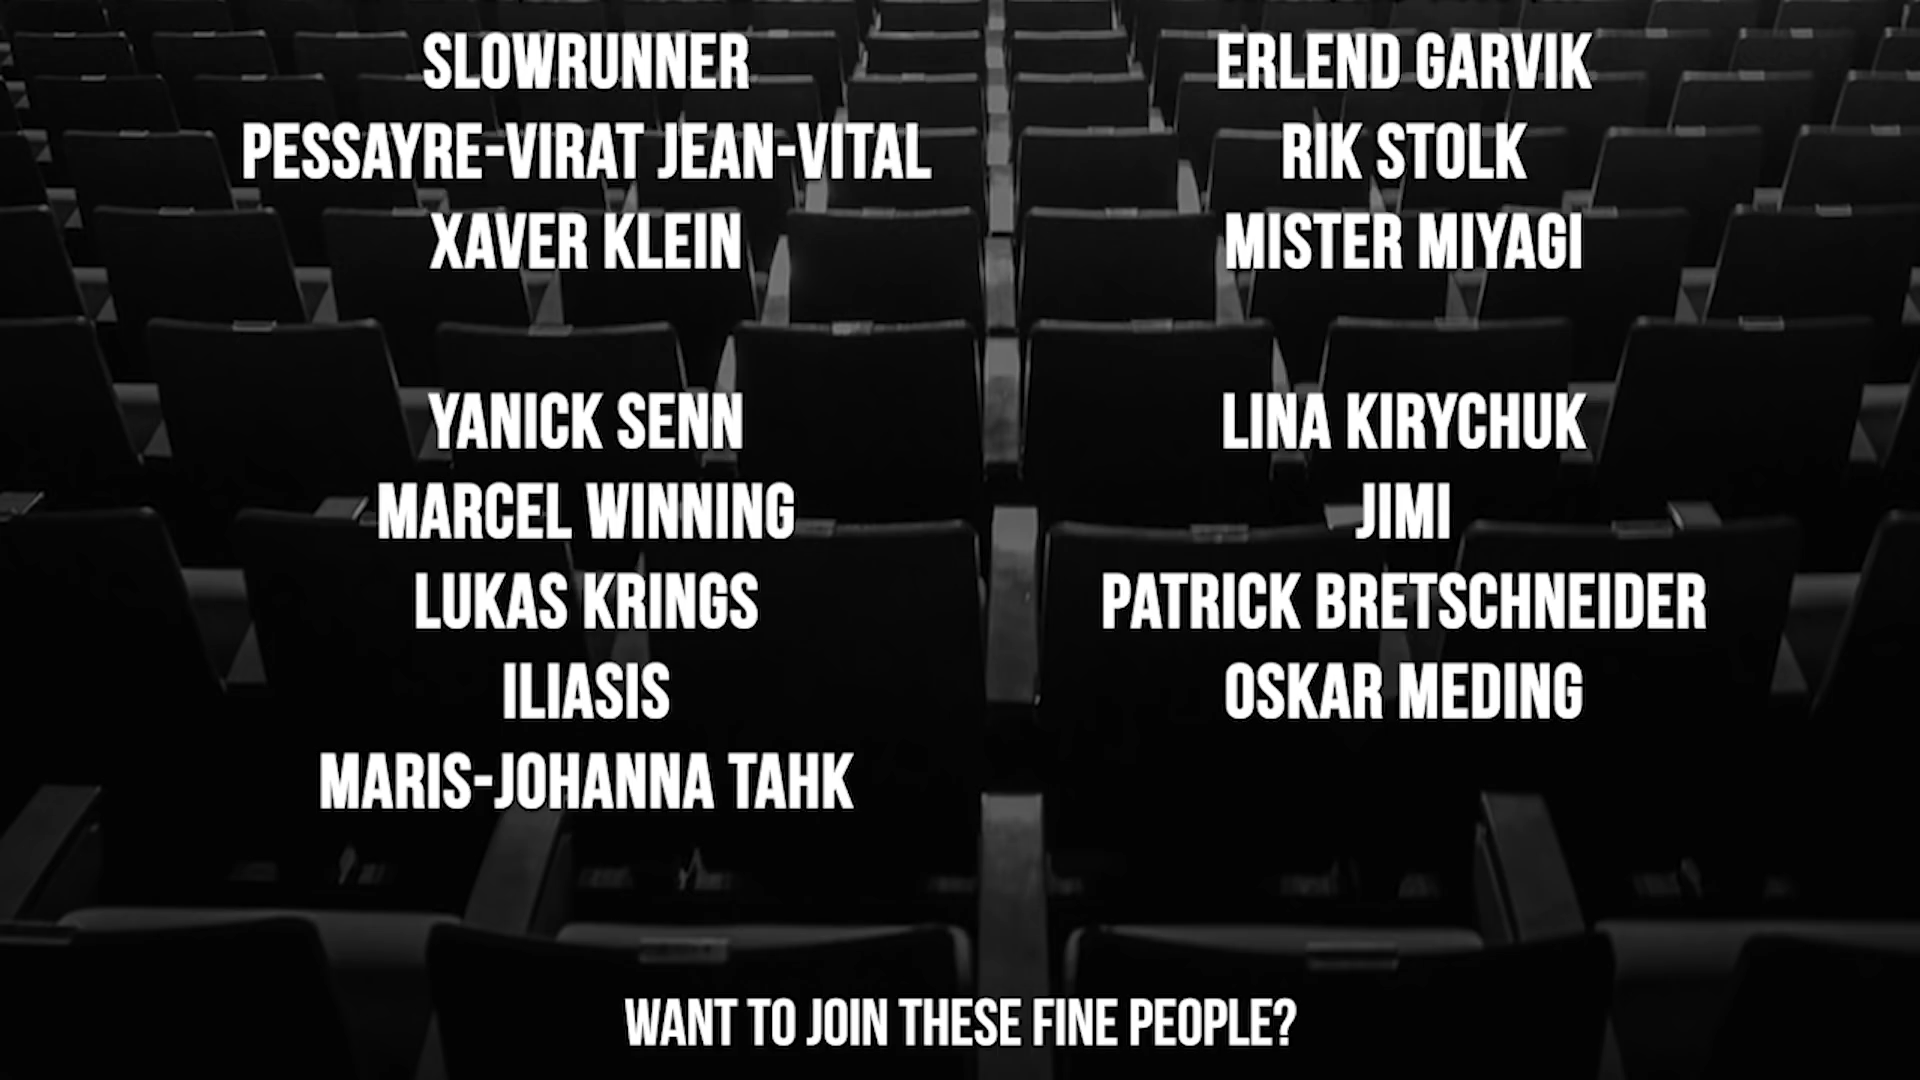 SLOWRUNNER
PESSAYRE-VIRAT JEAN-VITAL
XAVER KLEIN
YANICK SENN
MARCEL WINNING
LUKAS KRINGS
ILIASIS
MARIS-JOHANNA TAHK
ERLEND GARVIK
RIK STOLK
MISTER MIYAGI
LINA KIRYCHUK
JIMI
PATRICK BRETSCHNEIDER
OSKAR MEDING
WANT TO JOIN THESE FINE PEOPLE?